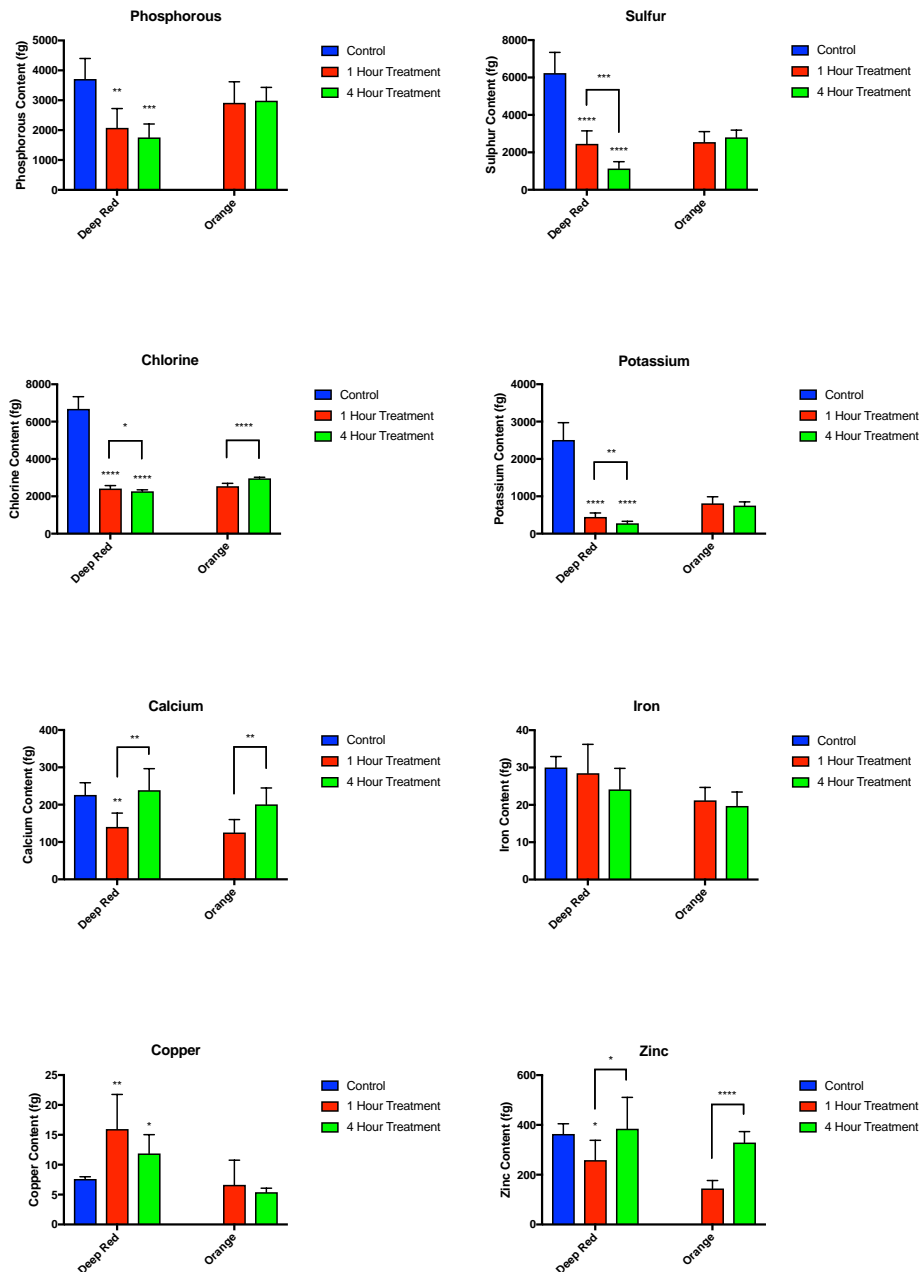 Phosphorous
Phosphorous Content (fg)
5000
4000
3000
2000
1000
0
**
***
Deep Red
Orange
Control
1 Hour Treatment
4 Hour Treatment
Sulfur
Sulphur Content (fg)
8000
6000
4000
2000
0
***
****
****
Deep Red
Orange
Control
1 Hour Treatment
4 Hour Treatment
Chlorine
Chlorine Content (fg)
8000
6000
4000
2000
0
*
****
****
****
Deep Red
Orange
Control
1 Hour Treatment
4 Hour Treatment
Potassium
Potassium Content (fg)
4000
3000
2000
1000
0
**
****
****
Deep Red
Orange
Control
1 Hour Treatment
4 Hour Treatment
Calcium
Calcium Content (fg)
400
300
200
100
0
**
**
**
Deep Red
Orange
Control
1 Hour Treatment
4 Hour Treatment
Iron
Iron Content (fg)
40
30
20
10
0
Deep Red
Orange
Control
1 Hour Treatment
4 Hour Treatment
Copper
Copper Content (fg)
25
20
15
10
5
0
**
*
Deep Red
Orange
Control
1 Hour Treatment
4 Hour Treatment
Zinc
Zinc Content (fg)
600
400
200
0
*
*
****
Deep Red
Orange
Control
1 Hour Treatment
4 Hour Treatment